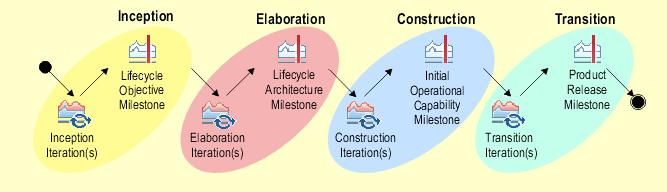 Inception
Elaboration
Construction
Transition
Lifecycle
Objective
Milestone
Inception
Iteration(s)
Lifecycle
Architecture
Milestone
Elaboration
Iteration(s)
Initial
Operational
Capability
Milestone
Construction
Iteration(s)
Product
Release
Milestone
Transition
Iteration(s)